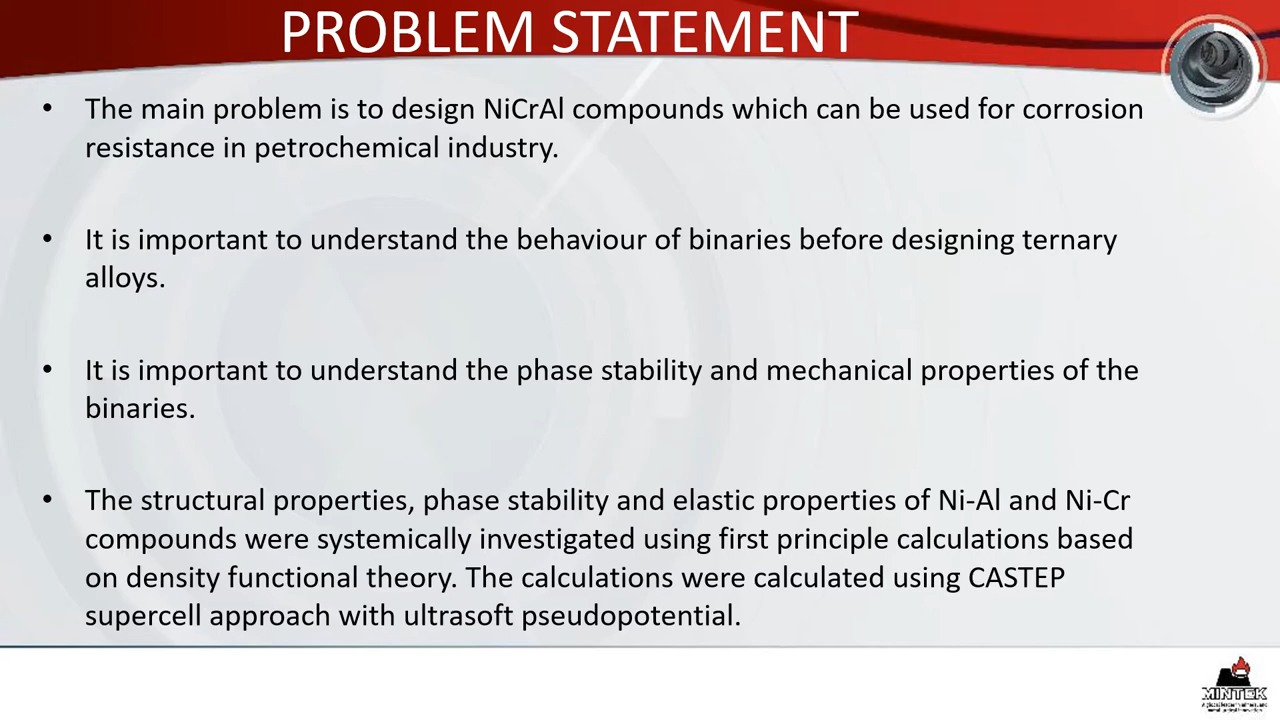 PROBLEM STATEMENT
• The main problem is to design NiCrAl compounds which can be used for corrosion
resistance in petrochemical industry.
• It is important to understand the behaviour of binaries before designing ternary
alloys.
• It is important to understand the phase stability and mechanical properties of the
binaries.
• The structural properties, phase stability and elastic properties of Ni-Al and Ni-Cr
compounds were systemically investigated using first principle calculations based
on density functional theory. The calculations were calculated using CASTEP
supercell approach with ultrasoft pseudopotential.
MINTEK